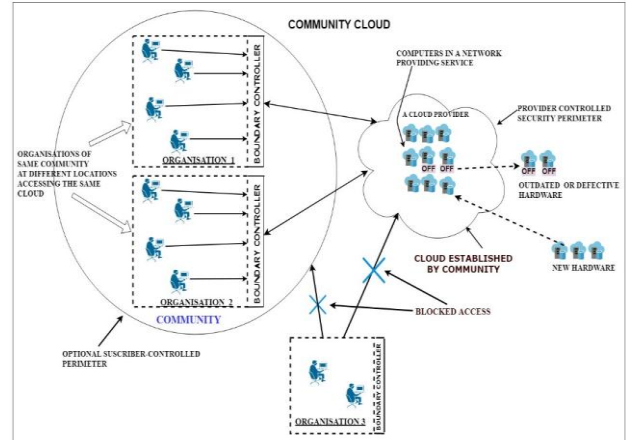 COMMUNITY CLOUD
BOUNDARY CONTROLLER
ORGANISATION 1
COMPUTERS IN A NETWORK
PROVIDING SERVICE
A CLOUD PROVIDER
PROVIDER CONTROLLED
SECURITY PERIMETER
OFF OFF
OFF OFF
OUTDATED OR DEFECTIVE
HARDWARE
NEW HARDWARE
ORGANISATIONS OF
SAME COMMUNITY
AT DIFFERENT LOCATIONS
ACCESSING THE SAME
CLOUD
BOUNDARY CONTROLLER
ORGANISATION 2
COMMUNITY
CLOUD ESTABLISHED
BY COMMUNITY
BLOCKED ACCESS
OPTIONAL SUSCRIBER-CONTROLLED
PERIMETER
BOUNDARY CONTROLLER
ORGANISATION 3